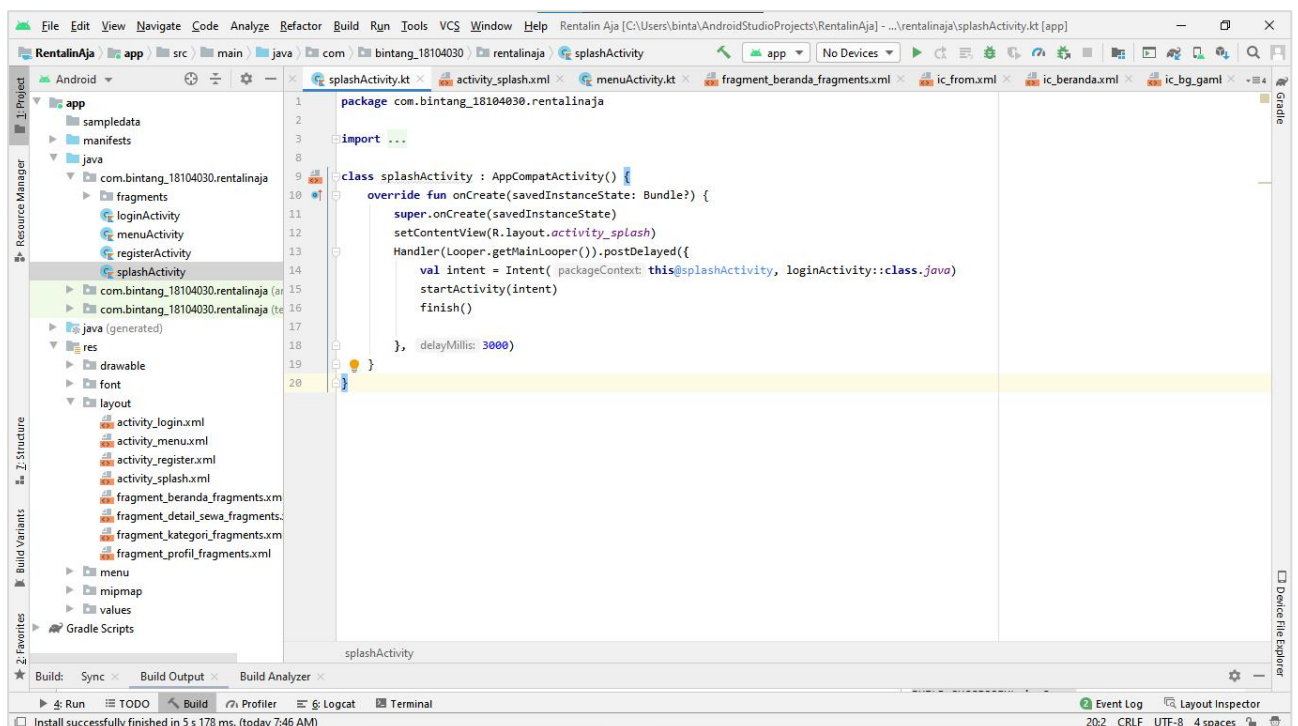 File Edit View Navigate Code Analyze Refactor Build Run Tools VCS Window Help Rentalin Aja [C:\Users\binta\AndroidStudioProjects\RentalinAja] - ...\rentalinaja\splashActivity.kt [app]
RentalinAja app src main java com bintang_18104030 rentalinaja splashActivity app No Devices
Android
splashActivity.kt activity_splash.xml menuActivity.kt fragment_beranda_fragments.xml ic_from.xml ic_beranda.xml ic_bg_gaml 4
1: Project
Resource Manager
7: Structure
Build Variants
2: Favorites
app
sampledata
manifests
java
com.bintang_18104030.rentalinaja
fragments
loginActivity
menuActivity
registerActivity
splashActivity
com.bintang_18104030.rentalinaja (ar
com.bintang_18104030.rentalinaja (te
java (generated)
res
drawable
font
layout
activity_login.xml
activity_menu.xml
activity_register.xml
activity_splash.xml
fragment_beranda_fragments.xm
fragment_detail_sewa_fragments.
fragment_kategori_fragments.xm
fragment_profil_fragments.xml
menu
mipmap
values
Gradle Scripts
1 package com.bintang_18104030.rentalinaja
2
3 import ...
8
9 class splashActivity : AppCompatActivity() {
10 override fun onCreate(savedInstanceState: Bundle?) {
11 super.onCreate(savedInstanceState)
12 setContentView(R.layout.activity_splash)
13 Handler(Looper.getMainLooper()).postDelayed({
14 val intent = Intent( packageContext: this@splashActivity, loginActivity::class.java)
15 startActivity(intent)
16 finish()
17
18 }, delayMillis: 3000)
19 }
20 }
splashActivity
Gradle
Device File Explorer
Build: Sync Build Output Build Analyzer
4: Run TODO Build Profiler 6: Logcat Terminal 2 Event Log Layout Inspector
Install successfully finished in 5 s 178 ms. (today 7:46 AM) 20:2 CRLF UTF-8 4 spaces